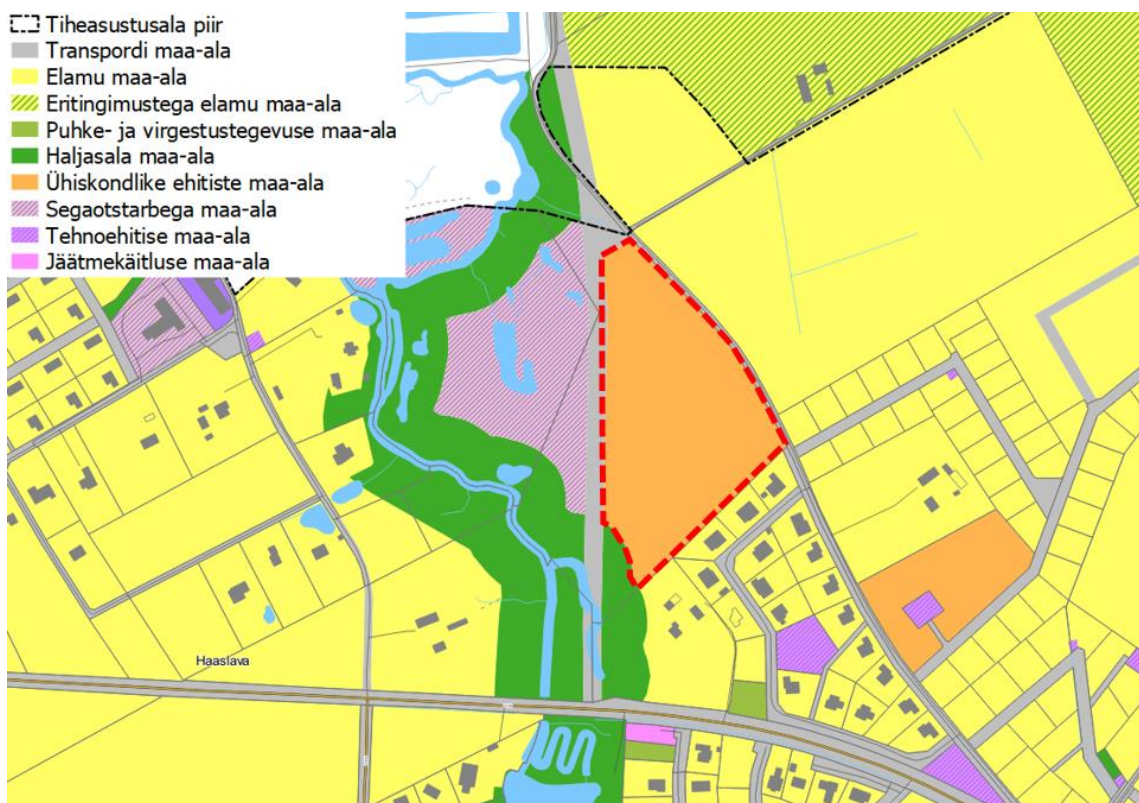 Tiheasustusala piir
Transpordi maa-ala
Elamu maa-ala
Eritingimustega elamu maa-ala
Puhke- ja virgestustegevuse maa-ala
Haljasala maa-ala
Ühiskondlike ehitiste maa-ala
Segaotstarbega maa-ala
Tehnoehitise maa-ala
Jäätmekäitluse maa-ala
Haaslava